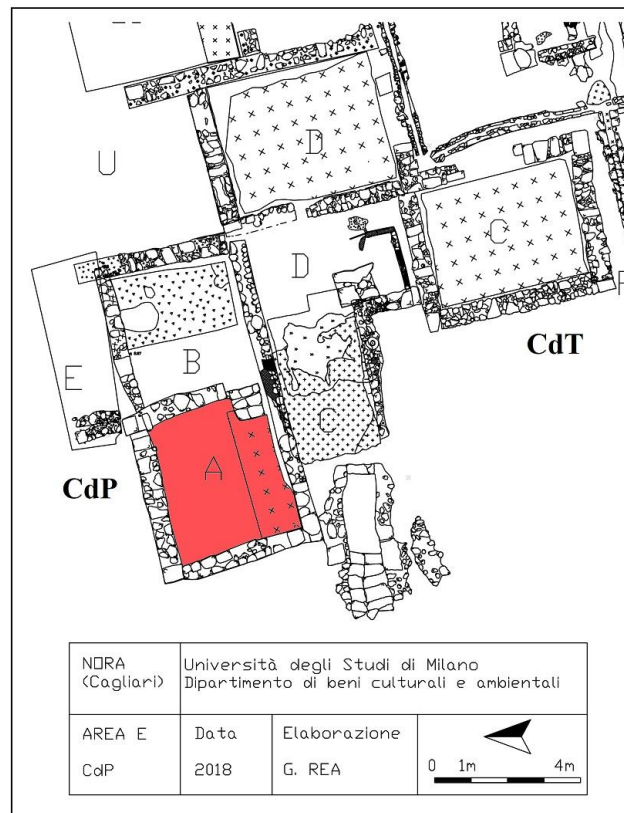 U
D
C
D
CdT
B
E
C
A
CdP
NORA
(Cagliari)
Università degli Studi di Milano
Dipartimento di beni culturali e ambientali
AREA E
CdP
Data
2018
Elaborazione
G. REA
0 1m 4m